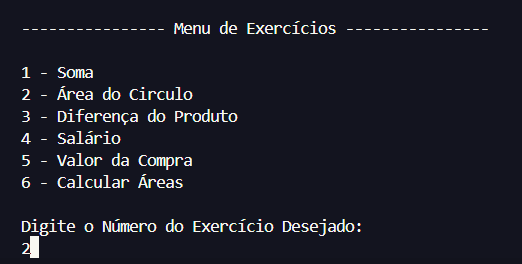 ---------------- Menu de Exercícios ----------------
1 - Soma
2 - Área do Circulo
3 - Diferença do Produto
4 - Salário
5 - Valor da Compra
6 - Calcular Áreas
Digite o Número do Exercício Desejado:
2